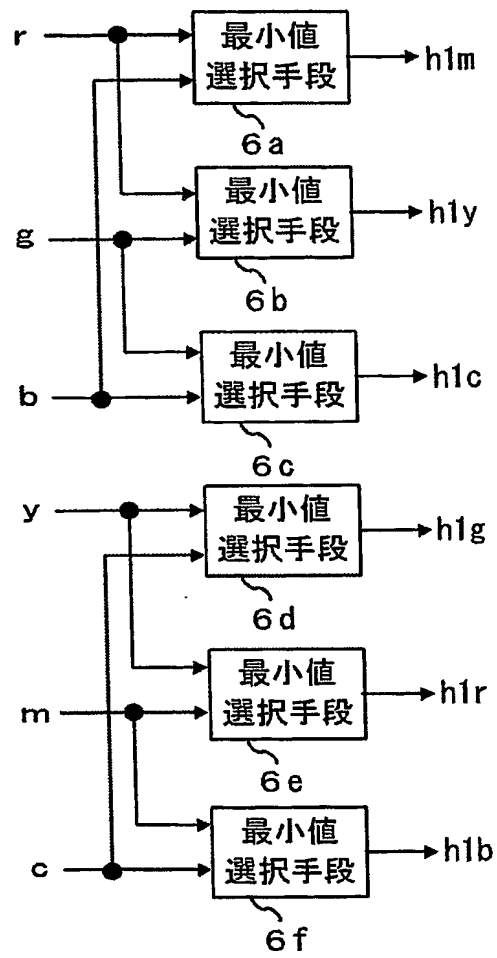 r
最小値
選択手段
h1m
6a
最小値
選択手段
h1y
g
6b
最小値
選択手段
h1c
b
6c
y
最小値
選択手段
h1g
6d
最小値
選択手段
h1r
m
6e
最小値
選択手段
h1b
c
6f